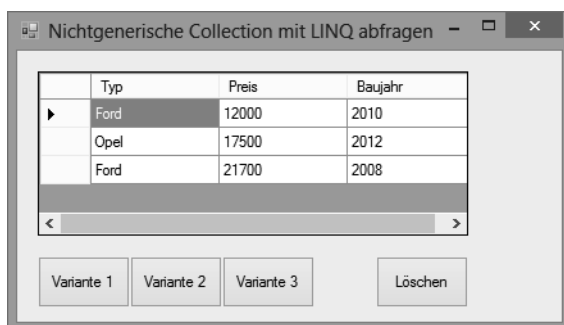 Nichtgenerische Collection mit LINQ abfragen
Typ Preis Baujahr
Ford 12000 2010
Opel 17500 2012
Ford 21700 2008
Variante 1 Variante 2 Variante 3 Löschen